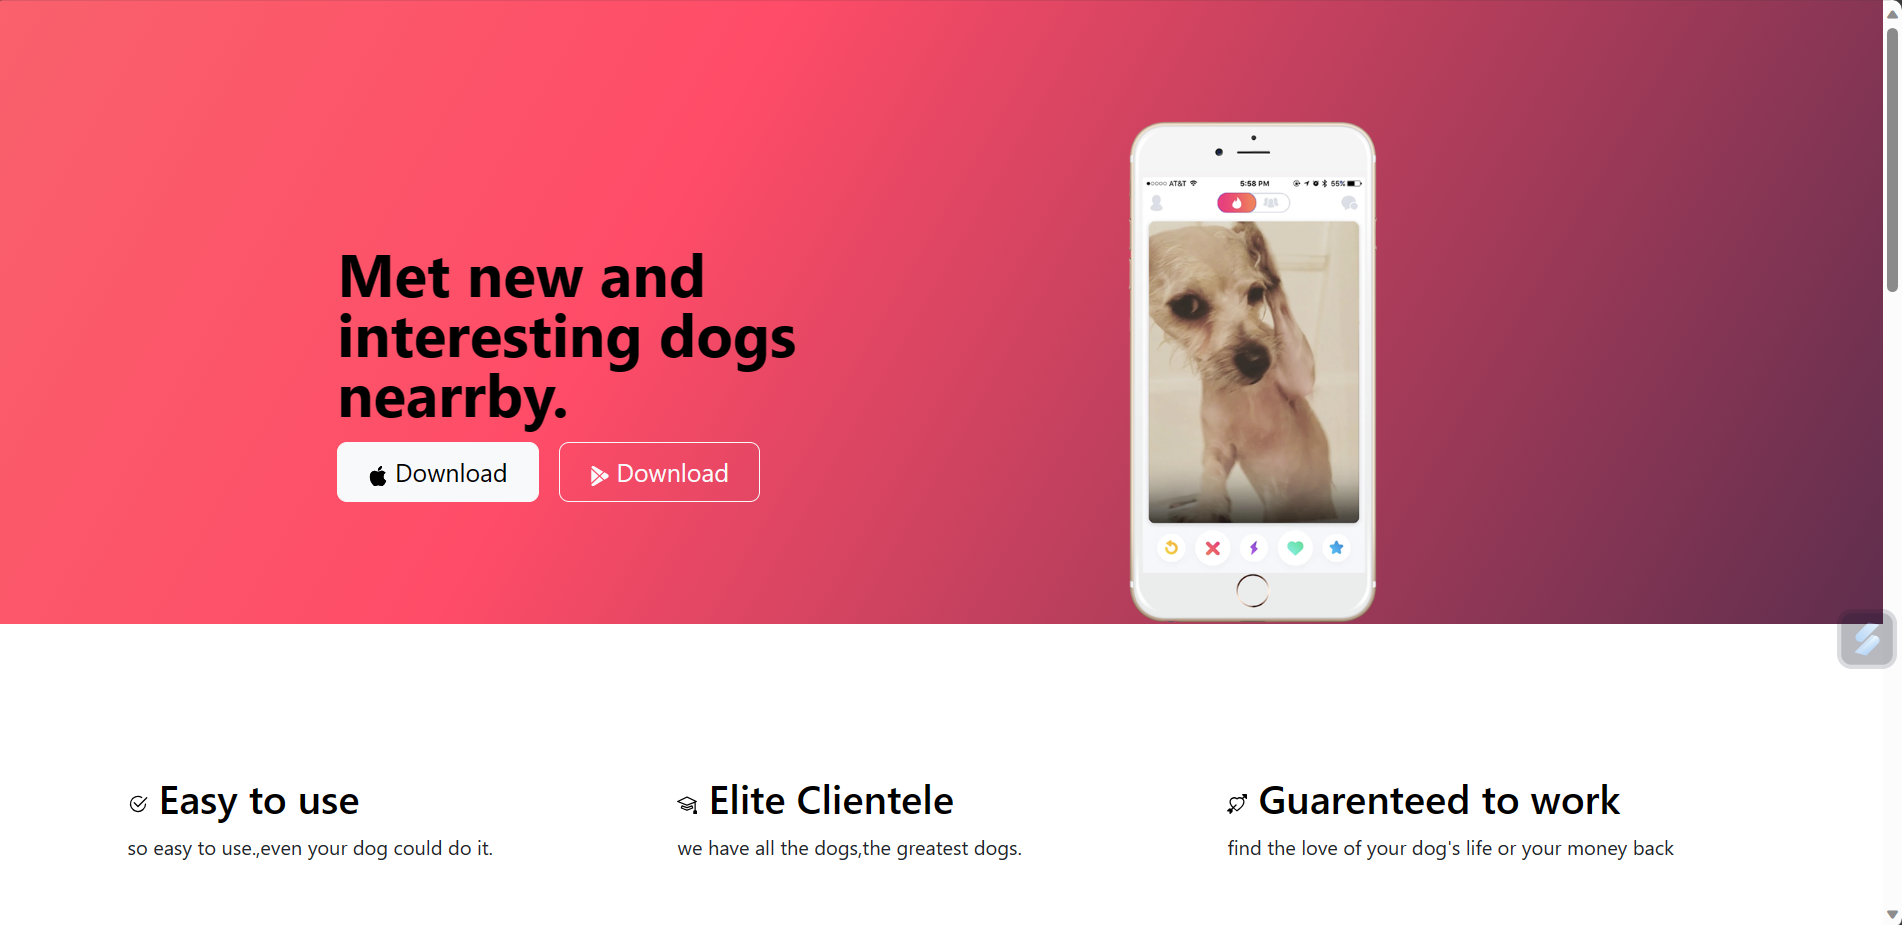 AT&T 5:58 PM 55%
Met new and
interesting dogs
nearrby.
Download Download
Easy to use
so easy to use.,even your dog could do it.
Elite Clientele
we have all the dogs,the greatest dogs.
Guarenteed to work
find the love of your dog's life or your money back